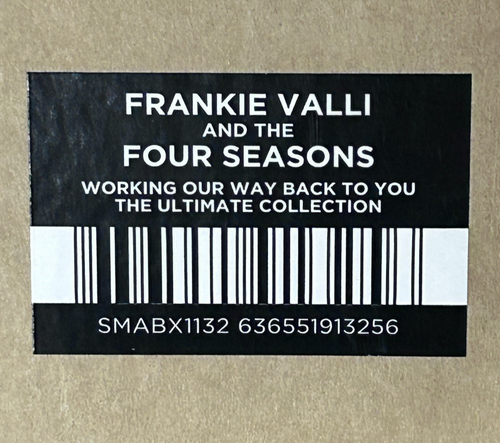 FRANKIE VALLI
AND THE
FOUR SEASONS
WORKING OUR WAY BACK TO YOU
THE ULTIMATE COLLECTION
SMABX1132 636551913256